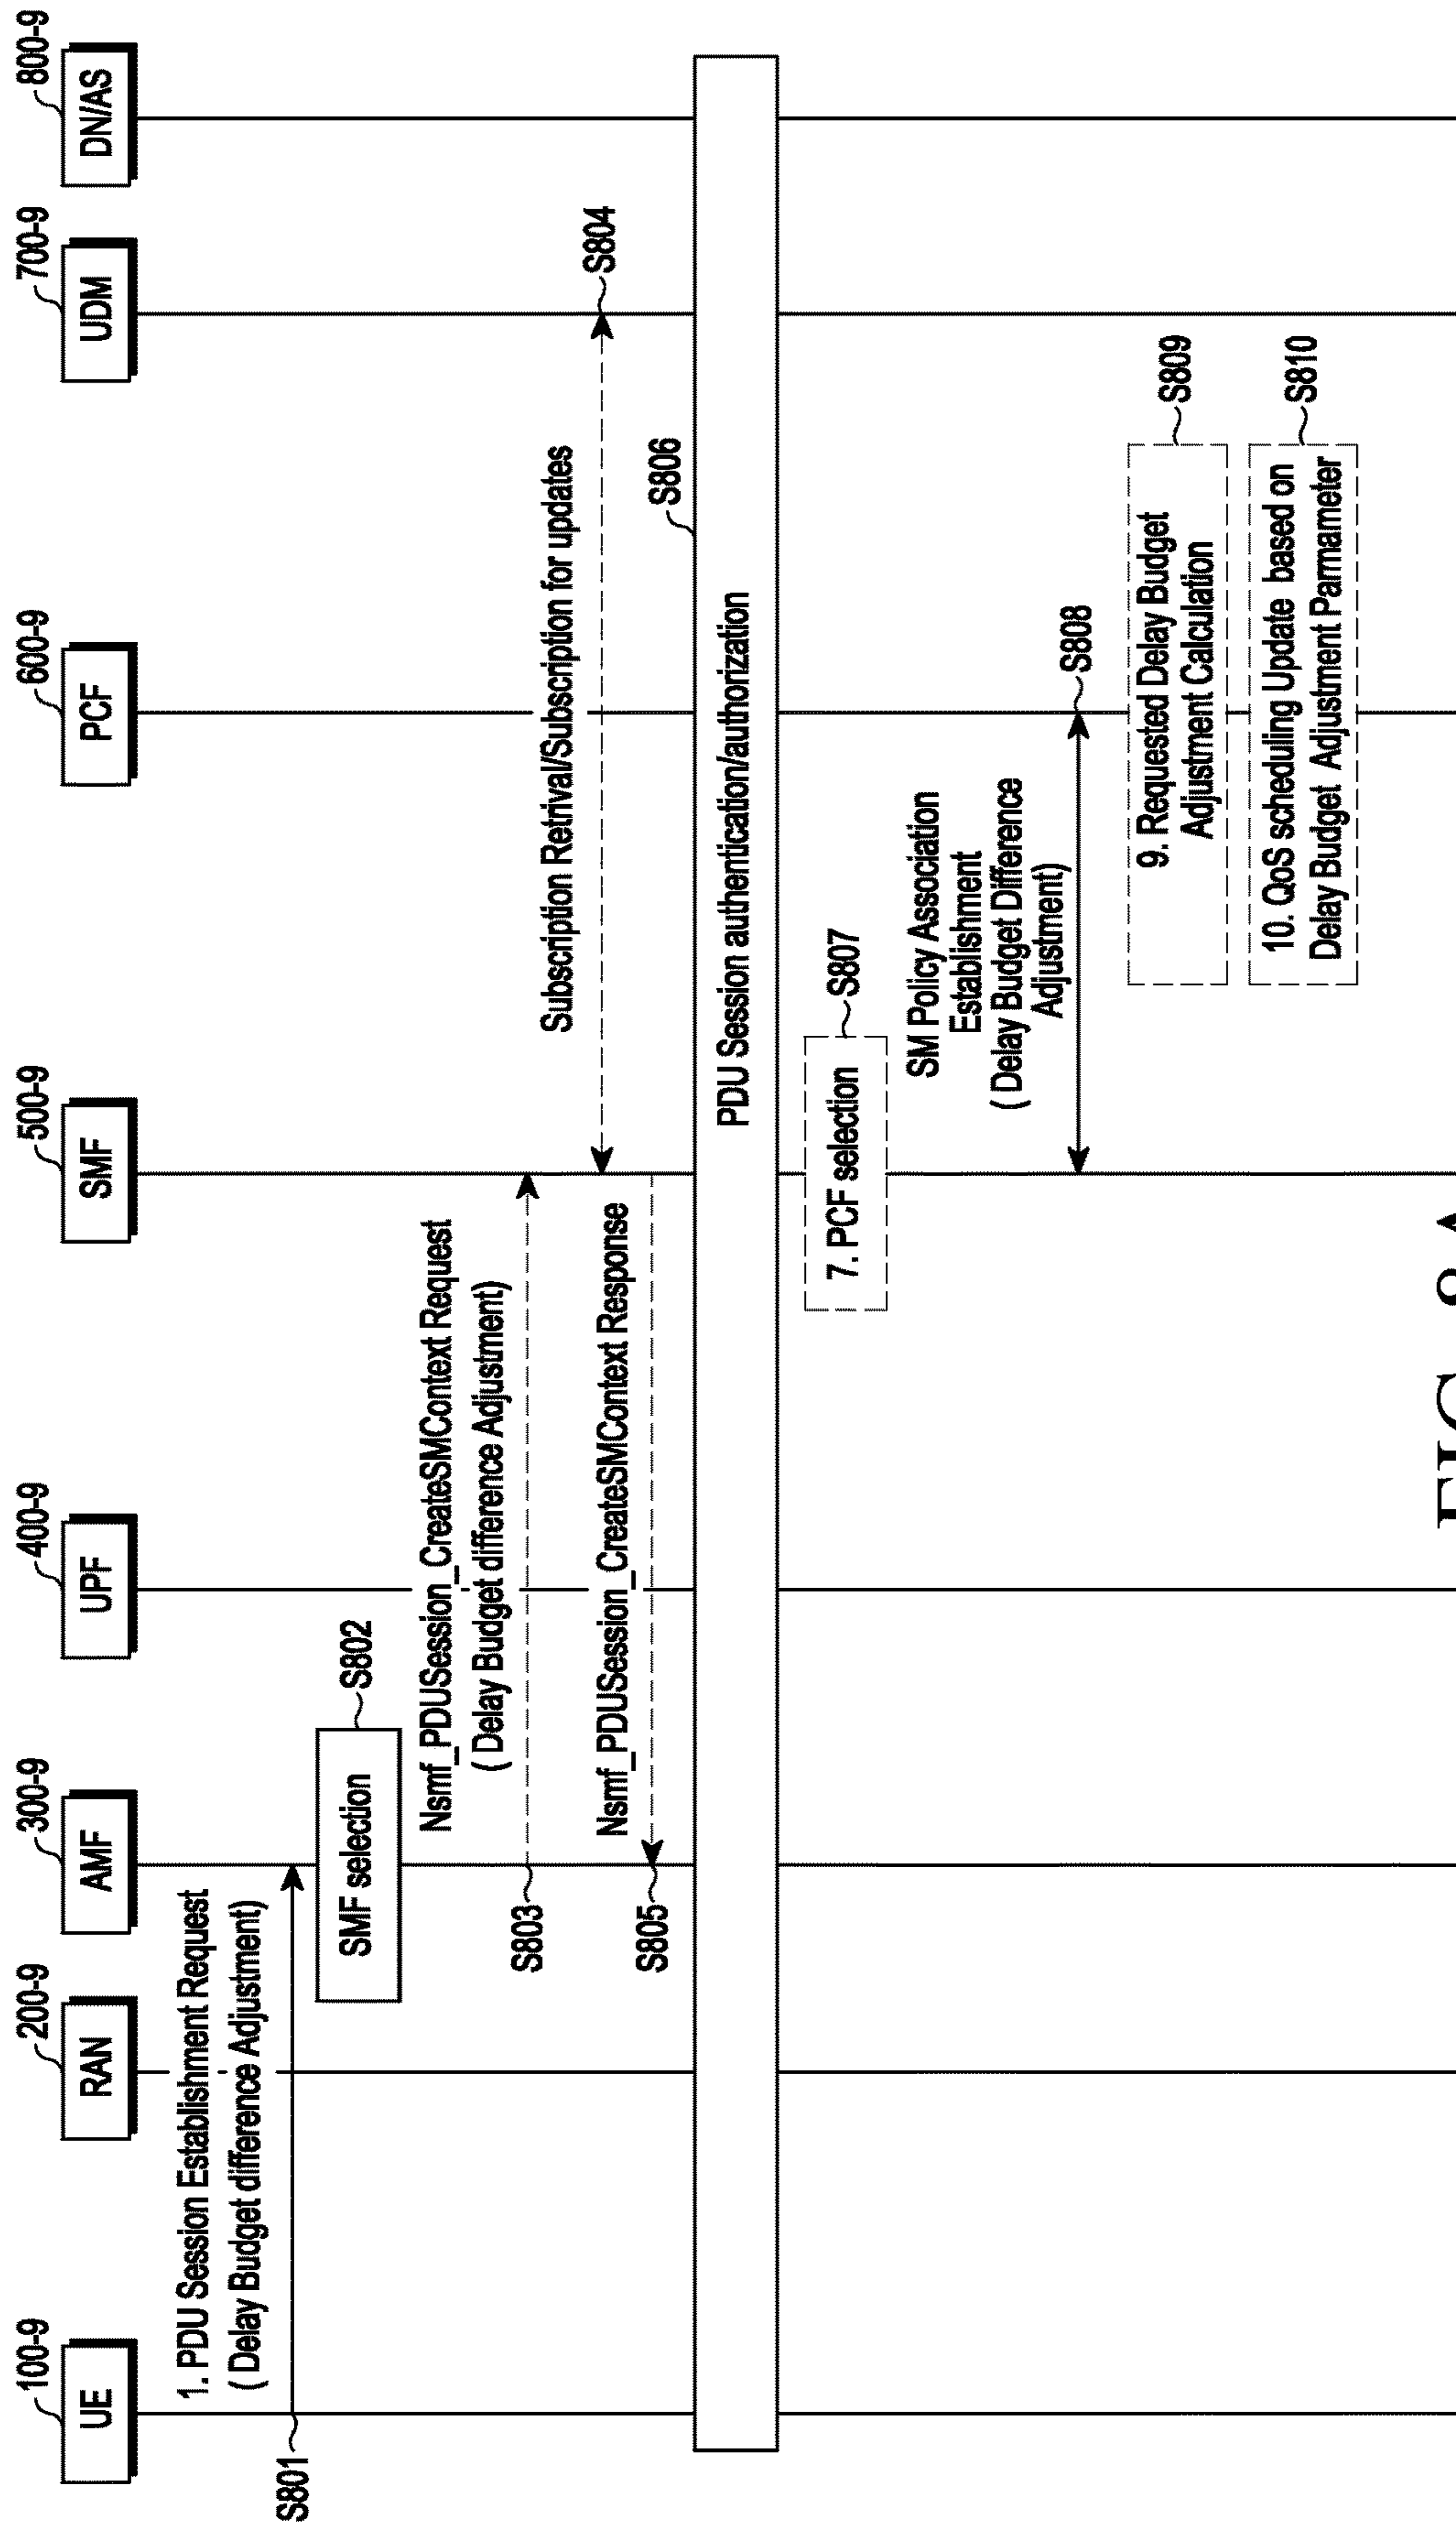 100-9
200-9
300-9
400-9
500-9
600-9
700-9
800-9
UE
RAN
AMF
UPF
SMF
PCF
UDM
DN/AS
1. PDU Session Establishment Request
( Delay Budget difference Adjustment)
S801
SMF selection
S802
Nsmf_PDUSession_CreateSMContext Request
( Delay Budget difference Adjustment)
S803
Subscription Retrival/Subscription for updates
S804
Nsmf_PDUSession_CreateSMContext Response
S805
S806
PDU Session authentication/authorization
7. PCF selection
S807
SM Policy Association
Establishment
( Delay Budget Difference
Adjustment)
S808
9. Requested Delay Budget
Adjustment Calculation
S809
10. QoS scheduling Update based on
Delay Budget Adjustment Parmameter
S810